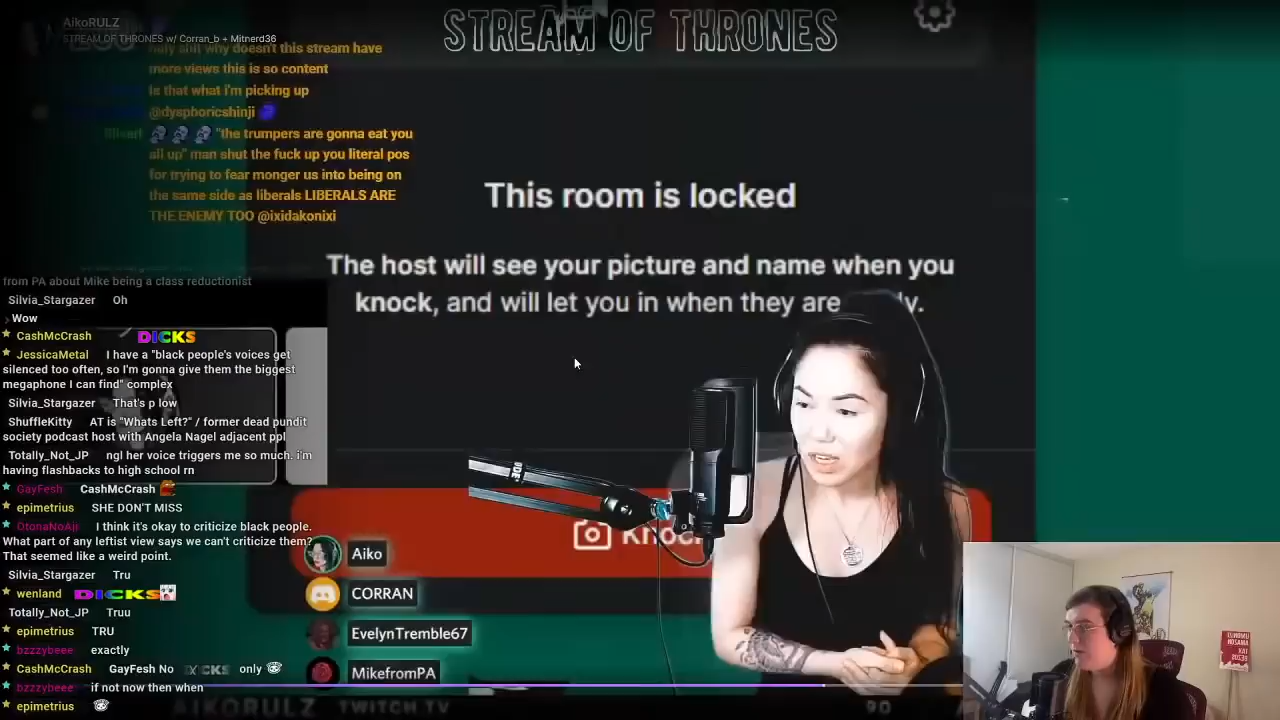 AikoRULZ
STREAM OF THRONES w/ Corran_b + Mitnerd36
STREAM OF THRONES
holy shit why doesn't this stream have
more views this is so content
Is that what i'm picking up
@dysphoricshinji
"the trumpers are gonna eat you
all up" man shut the fuck up you literal pos
for trying to fear monger us into being on
the same side as liberals LIBERALS ARE
THE ENEMY TOO @ixidakonixi
This room is locked
The host will see your picture and name when you
knock, and will let you in when they are
Knock
from PA about Mike being a class reductionist
Silvia_Stargazer Oh
Wow
CashMcCrash DICKS
JessicaMetal I have a "black people's voices get
silenced too often, so I'm gonna give them the biggest
megaphone I can find" complex
Silvia_Stargazer That's p low
ShuffleKitty AT is "Whats Left?" / former dead pundit
society podcast host with Angela Nagel adjacent ppl
Totally_Not_JP ngl her voice triggers me so much. i'm
having flashbacks to high school rn
GayFesh CashMcCrash
epimetrius SHE DON'T MISS
OtonaNoAji I think it's okay to criticize black people.
What part of any leftist view says we can't criticize them?
That seemed like a weird point.
Silvia_Stargazer Tru
wenland DICKS
Totally_Not_JP Truu
epimetrius TRU
bzzzybeee exactly
CashMcCrash GayFesh No DICKS only
bzzzybeee if not now then when
epimetrius
Aiko
CORRAN
EvelynTremble67
MikefromPA
AIKORULZ TWITCH TV
90